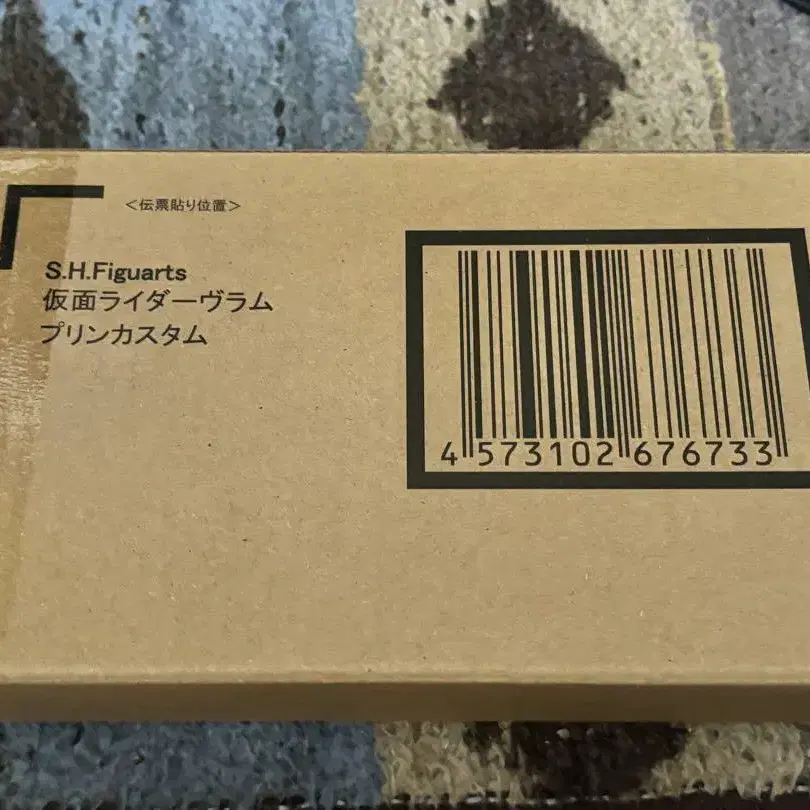 <伝票貼り位置>
S.H.Figuarts
仮面ライダーヴラム
プリンカスタム
4 573102 676733